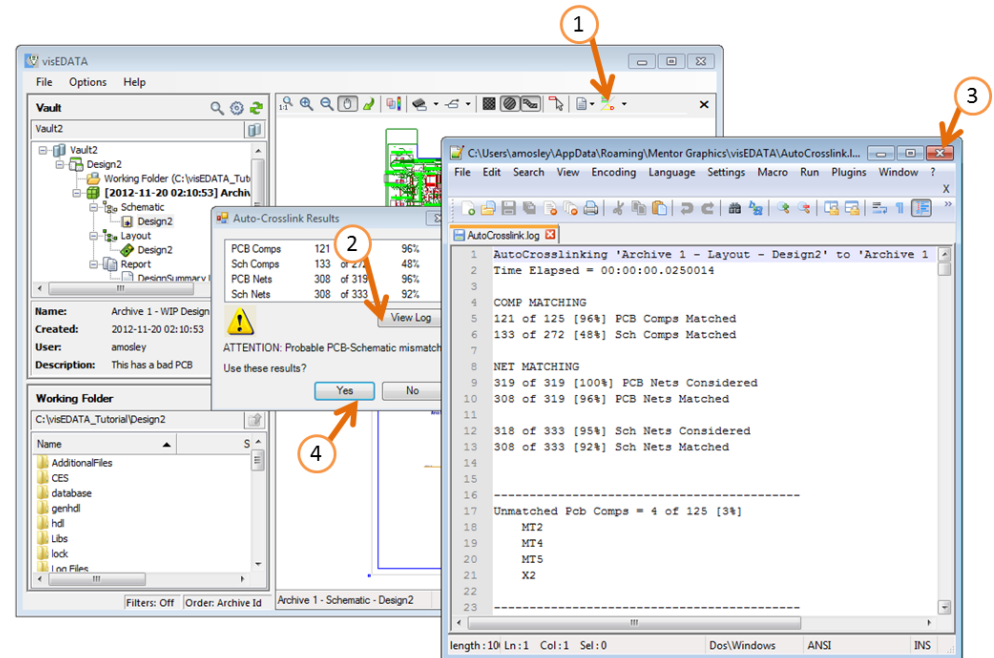 1
visEDATA
File Options Help
Vault
Vault2
Vault2
Design2
Working Folder (C:\visEDATA_Tut
[2012-11-20 02:10:53] Archiv
Schematic
Design2
Layout
Design2
Report
DesignSummary
Name: Archive 1 - WIP Design
Created: 2012-11-20 02:10:53
User: amosley
Description: This has a bad PCB
Working Folder
C:\visEDATA_Tutorial\Design2
Name S
AdditionalFiles
CES
database
genhdl
hdl
Libs
lock
Log Files
Filters: Off Order: Archive Id
1:1
Archive 1 - Schematic - Design2
Auto-Crosslink Results
2
PCB Comps 121 96%
Sch Comps 133 of 272 48%
PCB Nets 308 of 319 96%
Sch Nets 308 of 333 92%
View Log
ATTENTION: Probable PCB-Schematic mismatch
Use these results?
Yes No
4
3
C:\Users\amosley\AppData\Roaming\Mentor Graphics\visEDATA\AutoCrosslink.l...
File Edit Search View Encoding Language Settings Macro Run Plugins Window ?
X
AutoCrosslink.log
1 AutoCrosslinking 'Archive 1 - Layout - Design2' to 'Archive 1
2 Time Elapsed = 00:00:00.0250014
3
4 COMP MATCHING
5 121 of 125 [96%] PCB Comps Matched
6 133 of 272 [48%] Sch Comps Matched
7
8 NET MATCHING
9 319 of 319 [100%] PCB Nets Considered
10 308 of 319 [96%] PCB Nets Matched
11
12 318 of 333 [95%] Sch Nets Considered
13 308 of 333 [92%] Sch Nets Matched
14
15
16 -------------------------------------------
17 Unmatched Pcb Comps = 4 of 125 [3%]
18 MT2
19 MT4
20 MT5
21 X2
22
23 -------------------------------------------
length:10 Ln:1 Col:1 Sel:0 Dos\Windows ANSI INS